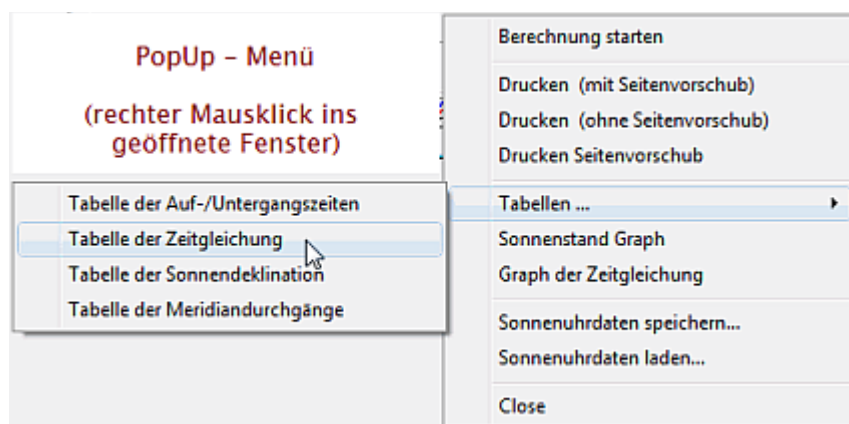 PopUp – Menü
(rechter Mausklick ins
geöffnete Fenster)
Berechnung starten
Drucken (mit Seitenvorschub)
Drucken (ohne Seitenvorschub)
Drucken Seitenvorschub
Tabellen ...
Sonnenstand Graph
Graph der Zeitgleichung
Sonnenuhrdaten speichern...
Sonnenuhrdaten laden...
Close
Tabelle der Auf-/Untergangszeiten
Tabelle der Zeitgleichung
Tabelle der Sonnendeklination
Tabelle der Meridiandurchgänge